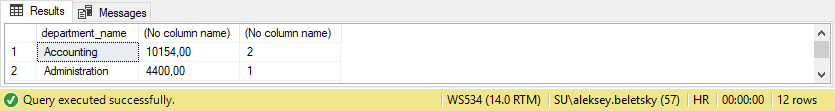 Results Messages
department_name (No column name) (No column name)
1 Accounting 10154,00 2
2 Administration 4400,00 1
Query executed successfully. WS534 (14.0 RTM) SU\aleksey.beletsky (57) HR 00:00:00 12 rows